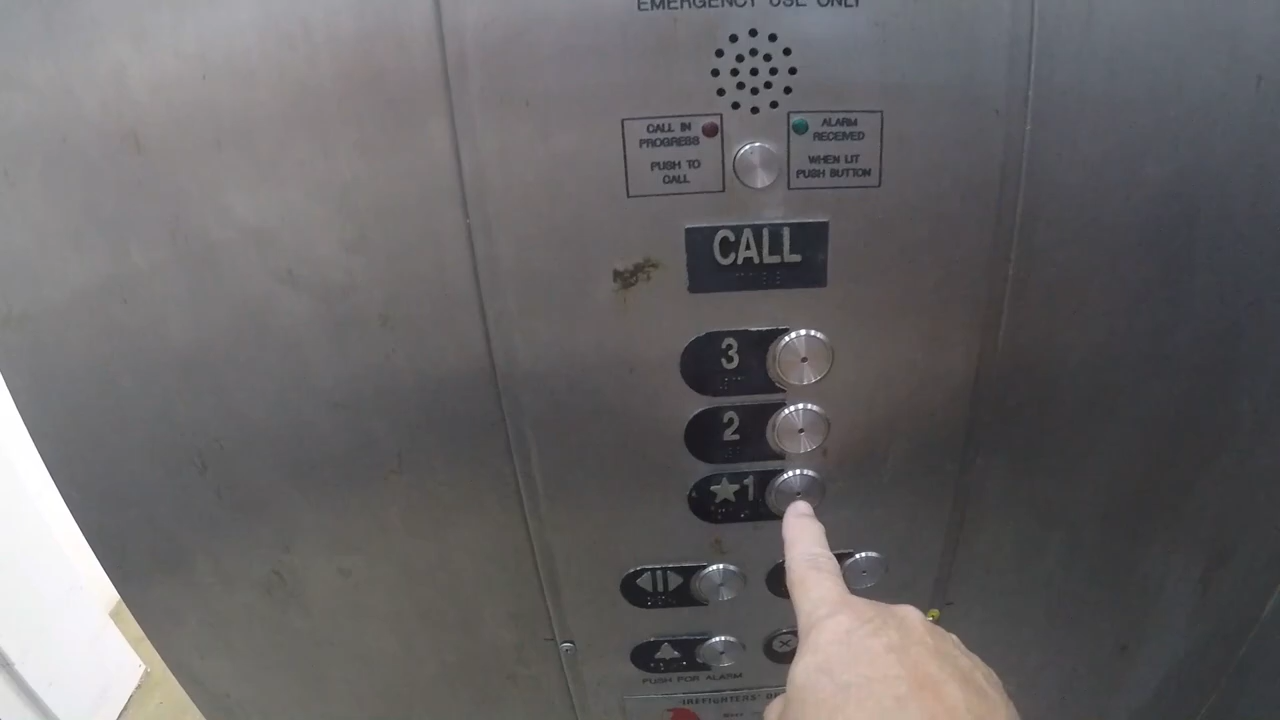 EMERGENCY USE ONLY
CALL IN
PROGRESS
PUSH TO
CALL
ALARM
RECEIVED
WHEN LIT
PUSH BUTTON
CALL
3
2
★1
PUSH FOR ALARM
FIREFIGHTERS'